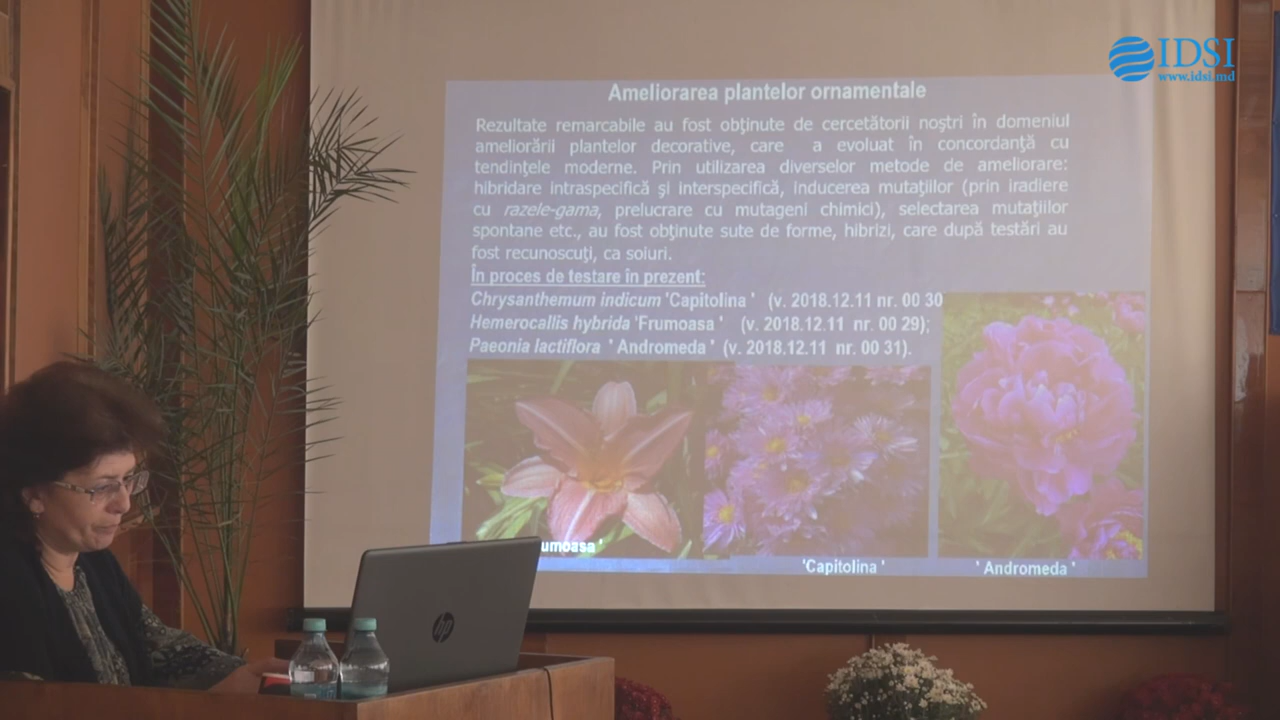 IDSI
www.idsi.md
Ameliorarea plantelor ornamentale
Rezultate remarcabile au fost obţinute de cercetătorii noştri în domeniul
ameliorării plantelor decorative, care a evoluat în concordanţă cu
tendinţele moderne. Prin utilizarea diverselor metode de ameliorare:
hibridare intraspecifică şi interspecifică, inducerea mutaţiilor (prin iradiere
cu razele-gama, prelucrare cu mutageni chimici), selectarea mutaţiilor
spontane etc., au fost obţinute sute de forme, hibrizi, care după testări au
fost recunoscuţi, ca soiuri.
În proces de testare în prezent:
Chrysanthemum indicum 'Capitolina ' (v. 2018.12.11 nr. 00 30
Hemerocallis hybrida 'Frumoasa ' (v. 2018.12.11 nr. 00 29);
Paeonia lactiflora ' Andromeda ' (v. 2018.12.11 nr. 00 31).
umoasa '
'Capitolina '
' Andromeda '
hp